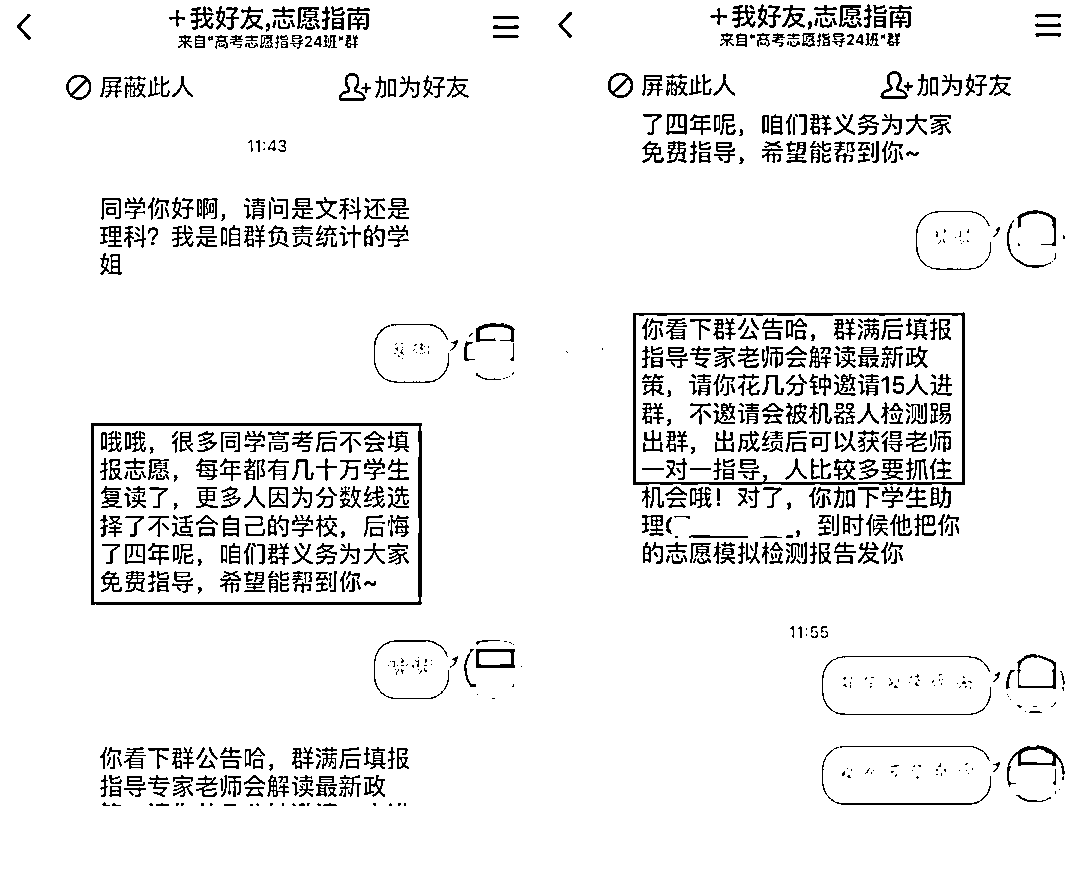 +我好友,志愿指南
来自"高考志愿指导24班"群
屏蔽此人
加为好友
11:43
同学你好啊，请问是文科还是
理科？我是咱群负责统计的学
姐
哦哦，很多同学高考后不会填
报志愿，每年都有几十万学生
复读了，更多人因为分数线选
择了不适合自己的学校，后悔
了四年呢，咱们群义务为大家
免费指导，希望能帮到你~
你看下群公告哈，群满后填报
指导专家老师会解读最新政
+我好友,志愿指南
来自"高考志愿指导24班"群
屏蔽此人
加为好友
了四年呢，咱们群义务为大家
免费指导，希望能帮到你~
你看下群公告哈，群满后填报
指导专家老师会解读最新政
策，请你花几分钟邀请15人进
群，不邀请会被机器人检测踢
出群，出成绩后可以获得老师
一对一指导，人比较多要抓住
机会哦！对了，你加下学生助
理(
，到时候他把你
的志愿模拟检测报告发你
11:55